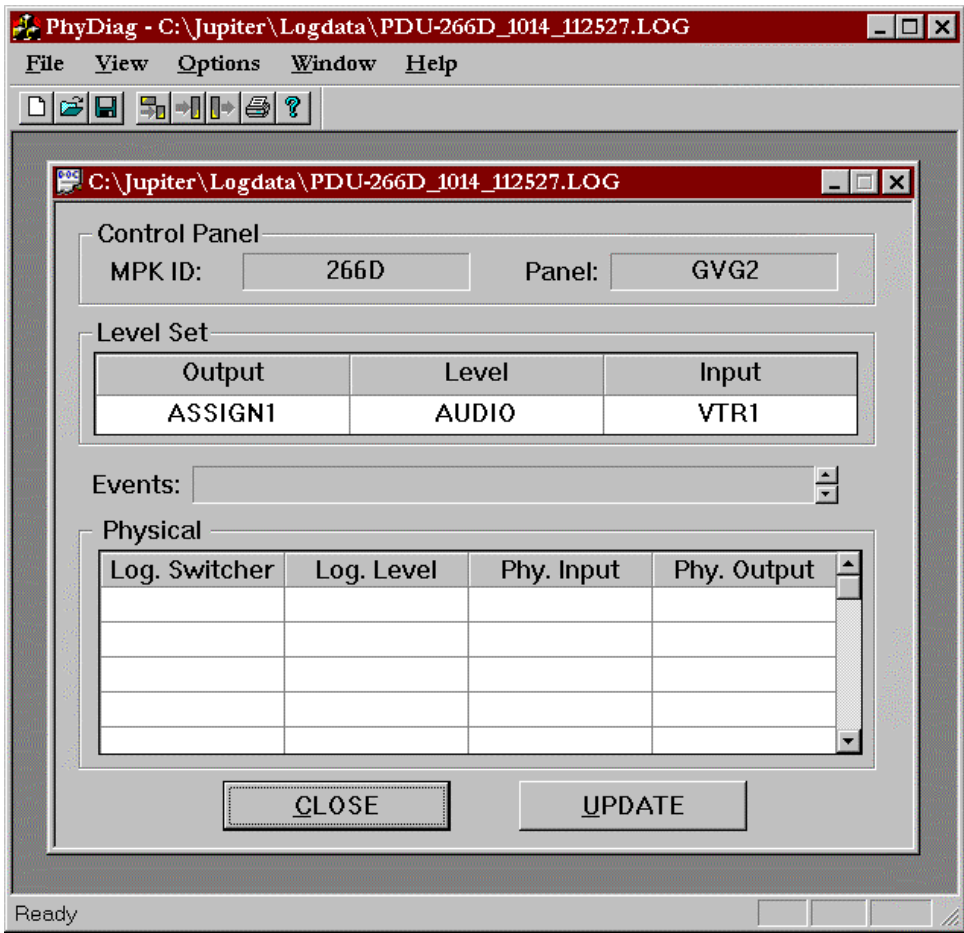 PhyDiag - C:\Jupiter\Logdata\PDU-266D_1014_112527.LOG
File View Options Window Help
C:\Jupiter\Logdata\PDU-266D_1014_112527.LOG
Control Panel
MPK ID: 266D Panel: GVG2
Level Set
Output Level Input
ASSIGN1 AUDIO VTR1
Events:
Physical
Log. Switcher Log. Level Phy. Input Phy. Output
CLOSE UPDATE
Ready